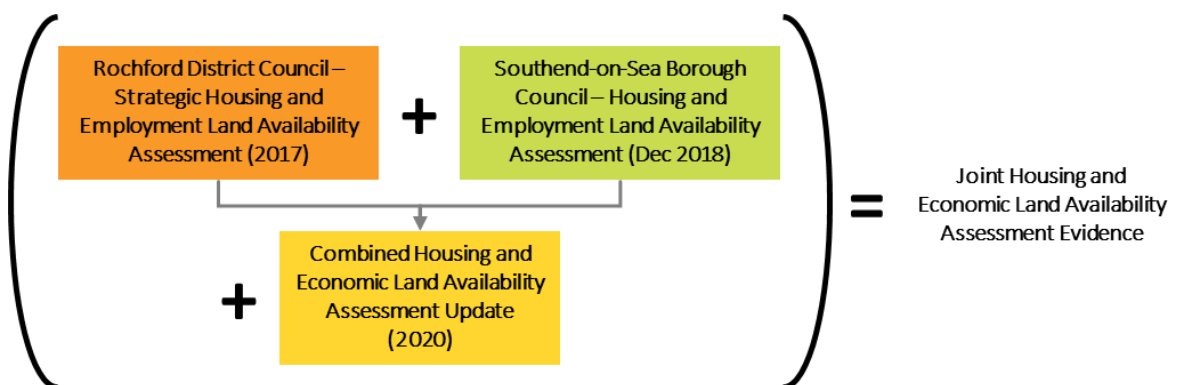 Rochford District Council –
Strategic Housing and
Employment Land Availability
Assessment (2017)
+
Southend-on-Sea Borough
Council – Housing and
Employment Land Availability
Assessment (Dec 2018)
+
Combined Housing and
Economic Land Availability
Assessment Update
(2020)
=
Joint Housing and
Economic Land Availability
Assessment Evidence